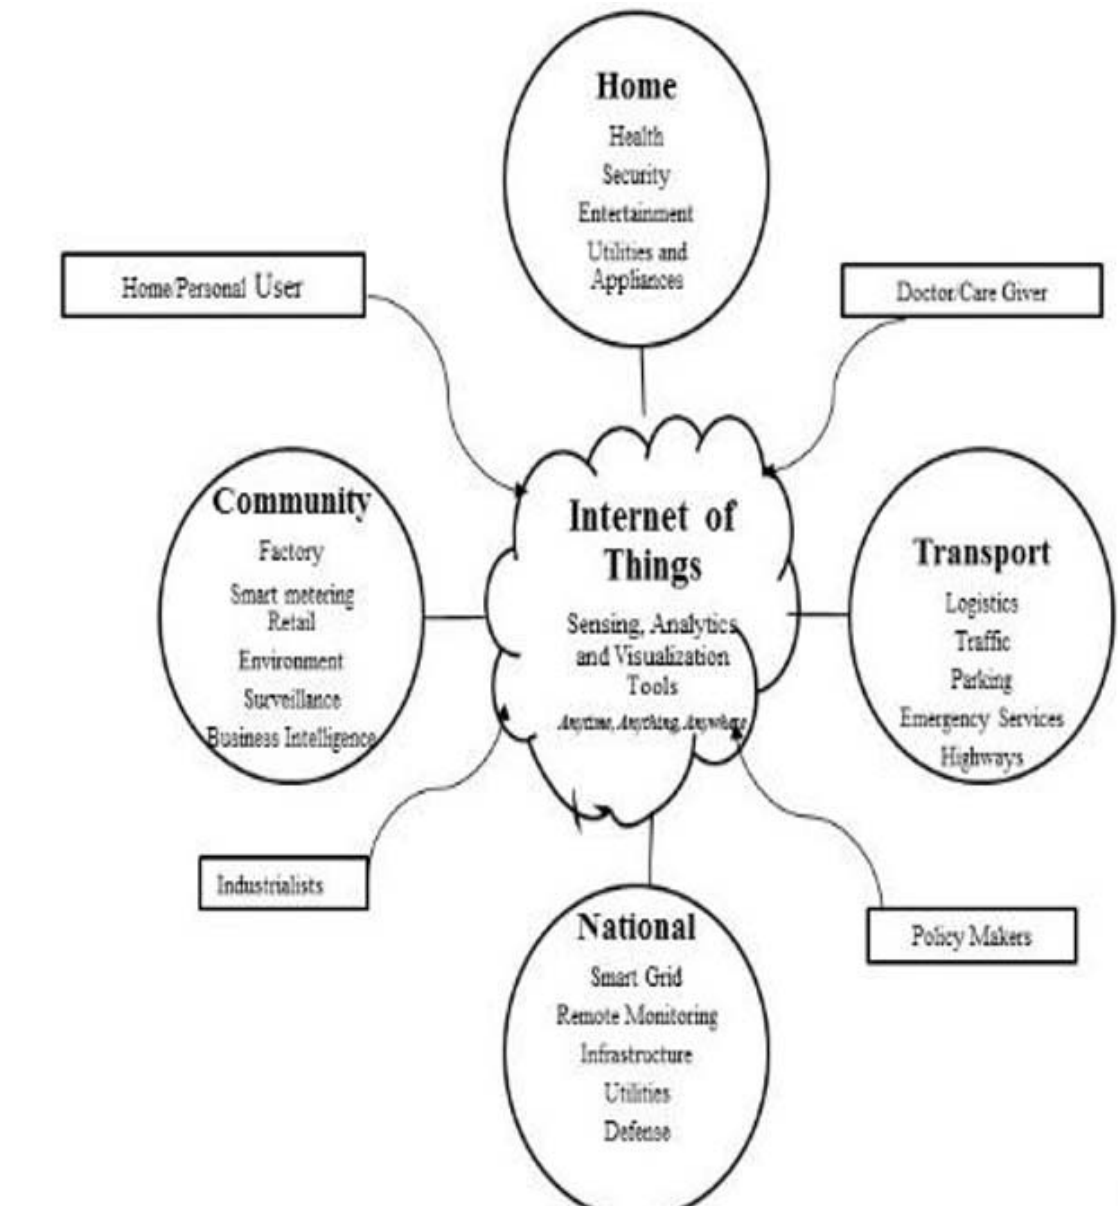 Home
Health
Security
Entertainment
Utilities and
Appliances
Home/Personal User
Doctor/Care Giver
Community
Factory
Smart metering
Retail
Environment
Surveillance
Business Intelligence
Internet of
Things
Sensing, Analytics
and Visualization
Tools
Anytime, Anything, Anywhere
Transport
Logistics
Traffic
Parking
Emergency Services
Highways
Industrialists
Policy Makers
National
Smart Grid
Remote Monitoring
Infrastructure
Utilities
Defense